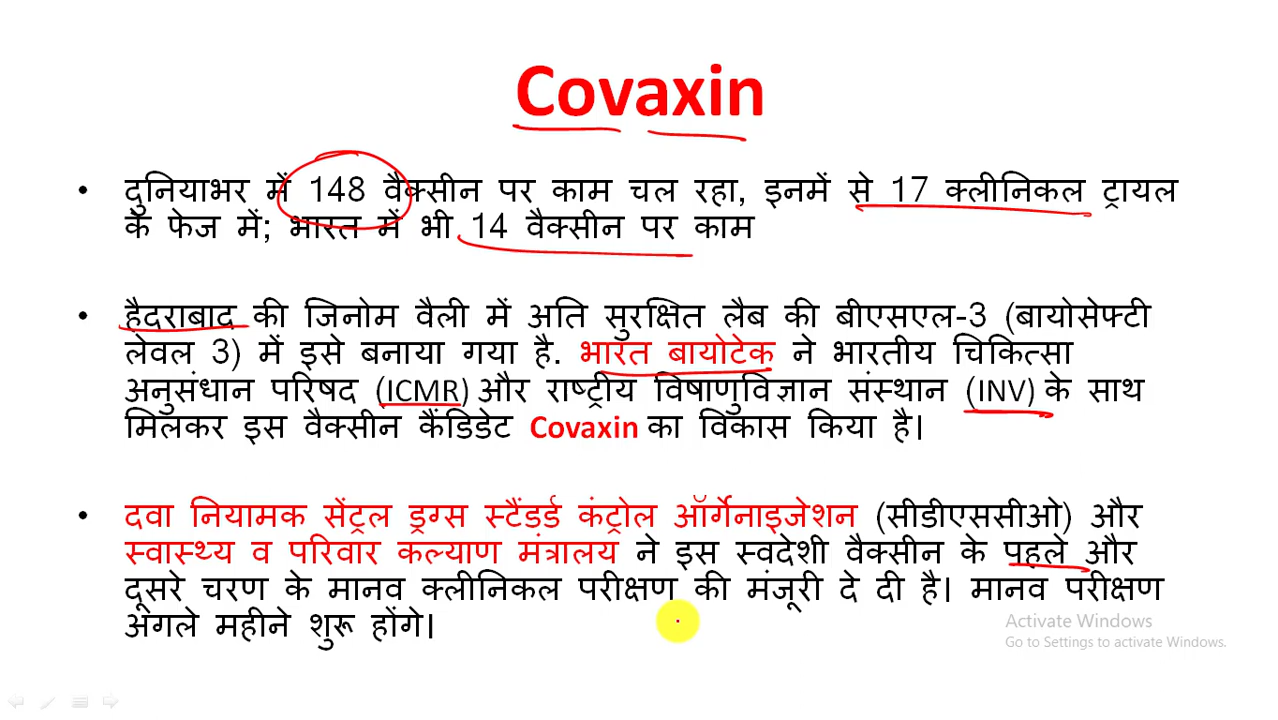 Covaxin
• दुनियाभर में 148 वैक्सीन पर काम चल रहा, इनमें से 17 क्लीनिकल ट्रायल
के फेज में; भारत में भी 14 वैक्सीन पर काम
• हैदराबाद की जिनोम वैली में अति सुरक्षित लैब की बीएसएल-3 (बायोसेफ्टी
लेवल 3) में इसे बनाया गया है. भारत बायोटेक ने भारतीय चिकित्सा
अनुसंधान परिषद (ICMR) और राष्ट्रीय विषाणुविज्ञान संस्थान (INV) के साथ
मिलकर इस वैक्सीन कैंडिडेट Covaxin का विकास किया है।
• दवा नियामक सेंट्रल ड्रग्स स्टैंडर्ड कंट्रोल ऑर्गेनाइजेशन (सीडीएससीओ) और
स्वास्थ्य व परिवार कल्याण मंत्रालय ने इस स्वदेशी वैक्सीन के पहले और
दूसरे चरण के मानव क्लीनिकल परीक्षण की मंजूरी दे दी है। मानव परीक्षण
अगले महीने शुरू होंगे।
Activate Windows
Go to Settings to activate Windows.